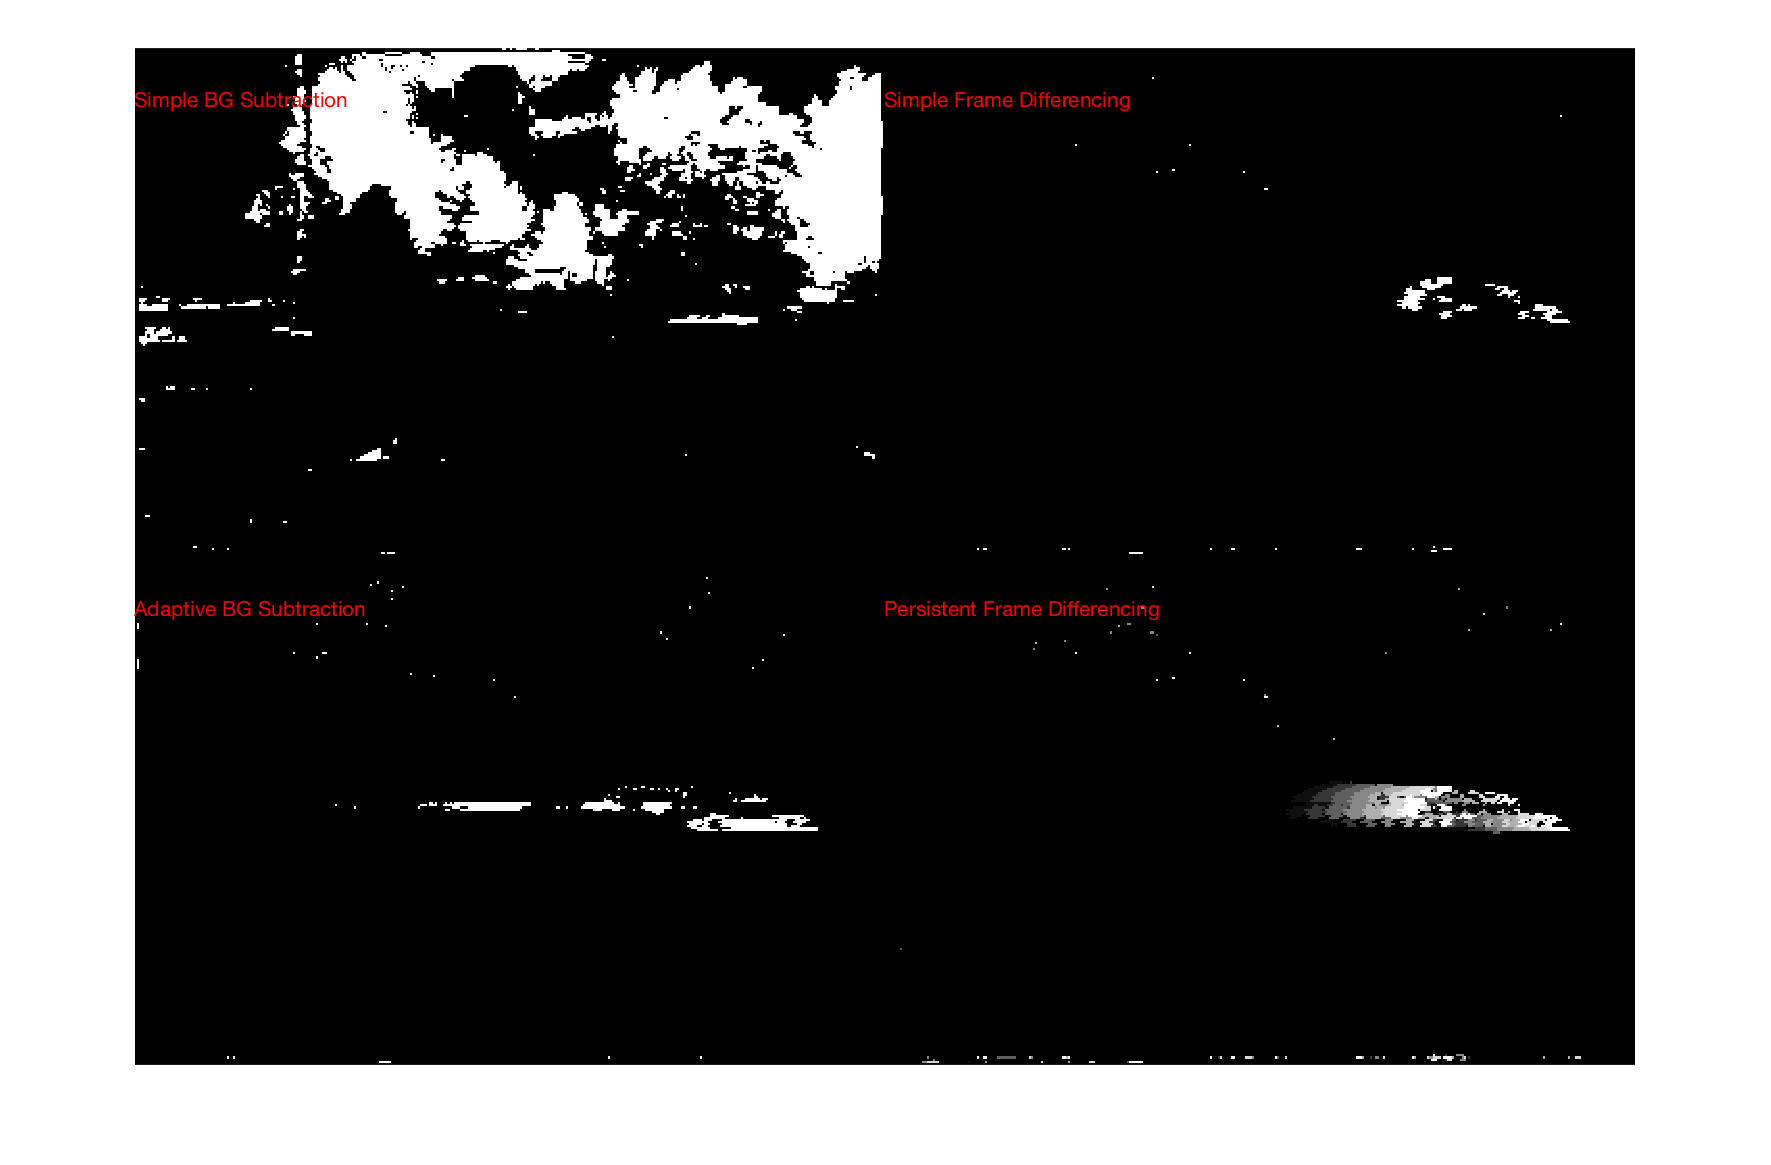 Simple BG Subtraction
Simple Frame Differencing
Adaptive BG Subtraction
Persistent Frame Differencing